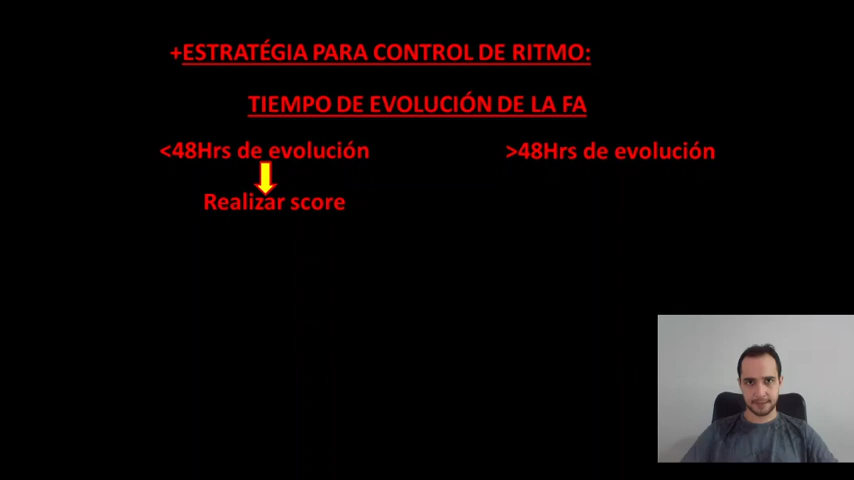 +ESTRATÉGIA PARA CONTROL DE RITMO:
TIEMPO DE EVOLUCIÓN DE LA FA
<48Hrs de evolución
>48Hrs de evolución
Realizar score